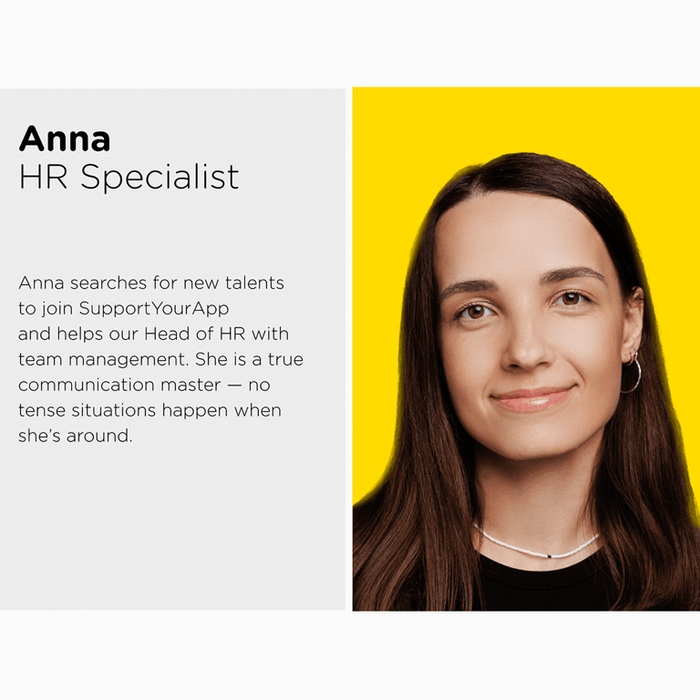 Anna
HR Specialist
Anna searches for new talents
to join SupportYourApp
and helps our Head of HR with
team management. She is a true
communication master — no
tense situations happen when
she’s around.